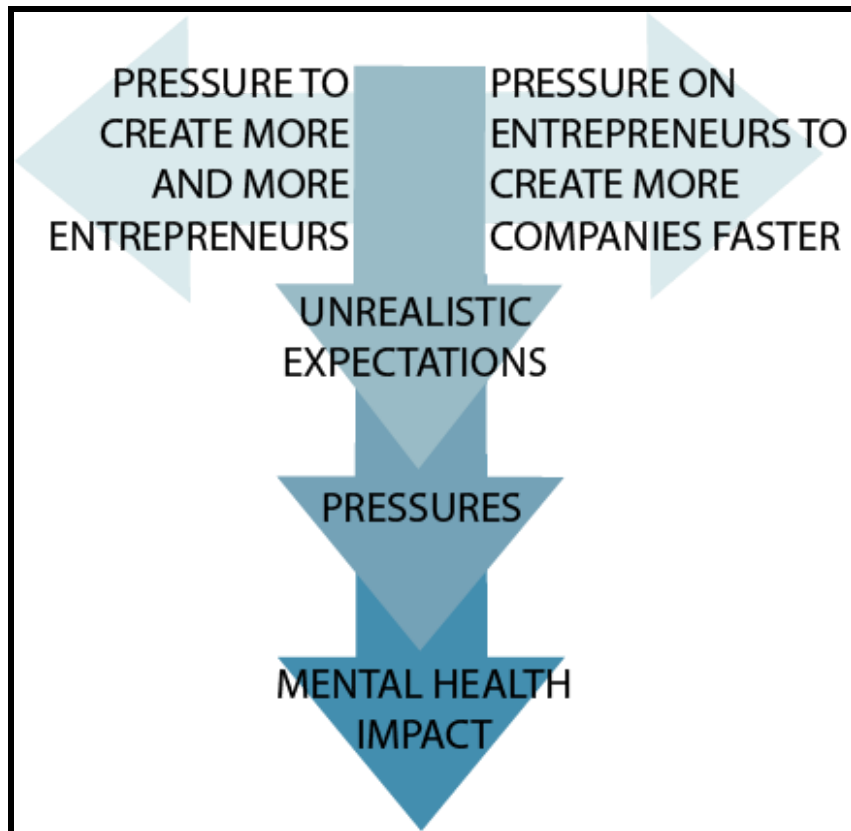 PRESSURE TO
CREATE MORE
AND MORE
ENTREPRENEURS
PRESSURE ON
ENTREPRENEURS TO
CREATE MORE
COMPANIES FASTER
UNREALISTIC
EXPECTATIONS
PRESSURES
MENTAL HEALTH
IMPACT